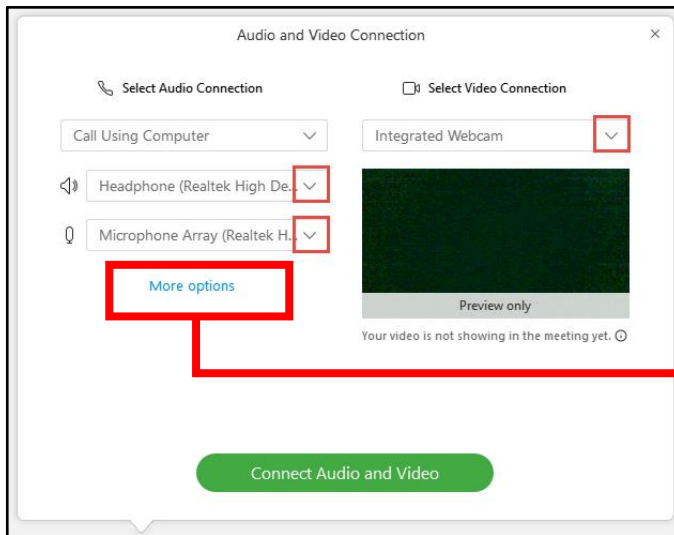 Audio and Video Connection
Select Audio Connection
Select Video Connection
Call Using Computer
Integrated Webcam
Headphone (Realtek High De...
Microphone Array (Realtek H...
More options
Preview only
Your video is not showing in the meeting yet.
Connect Audio and Video